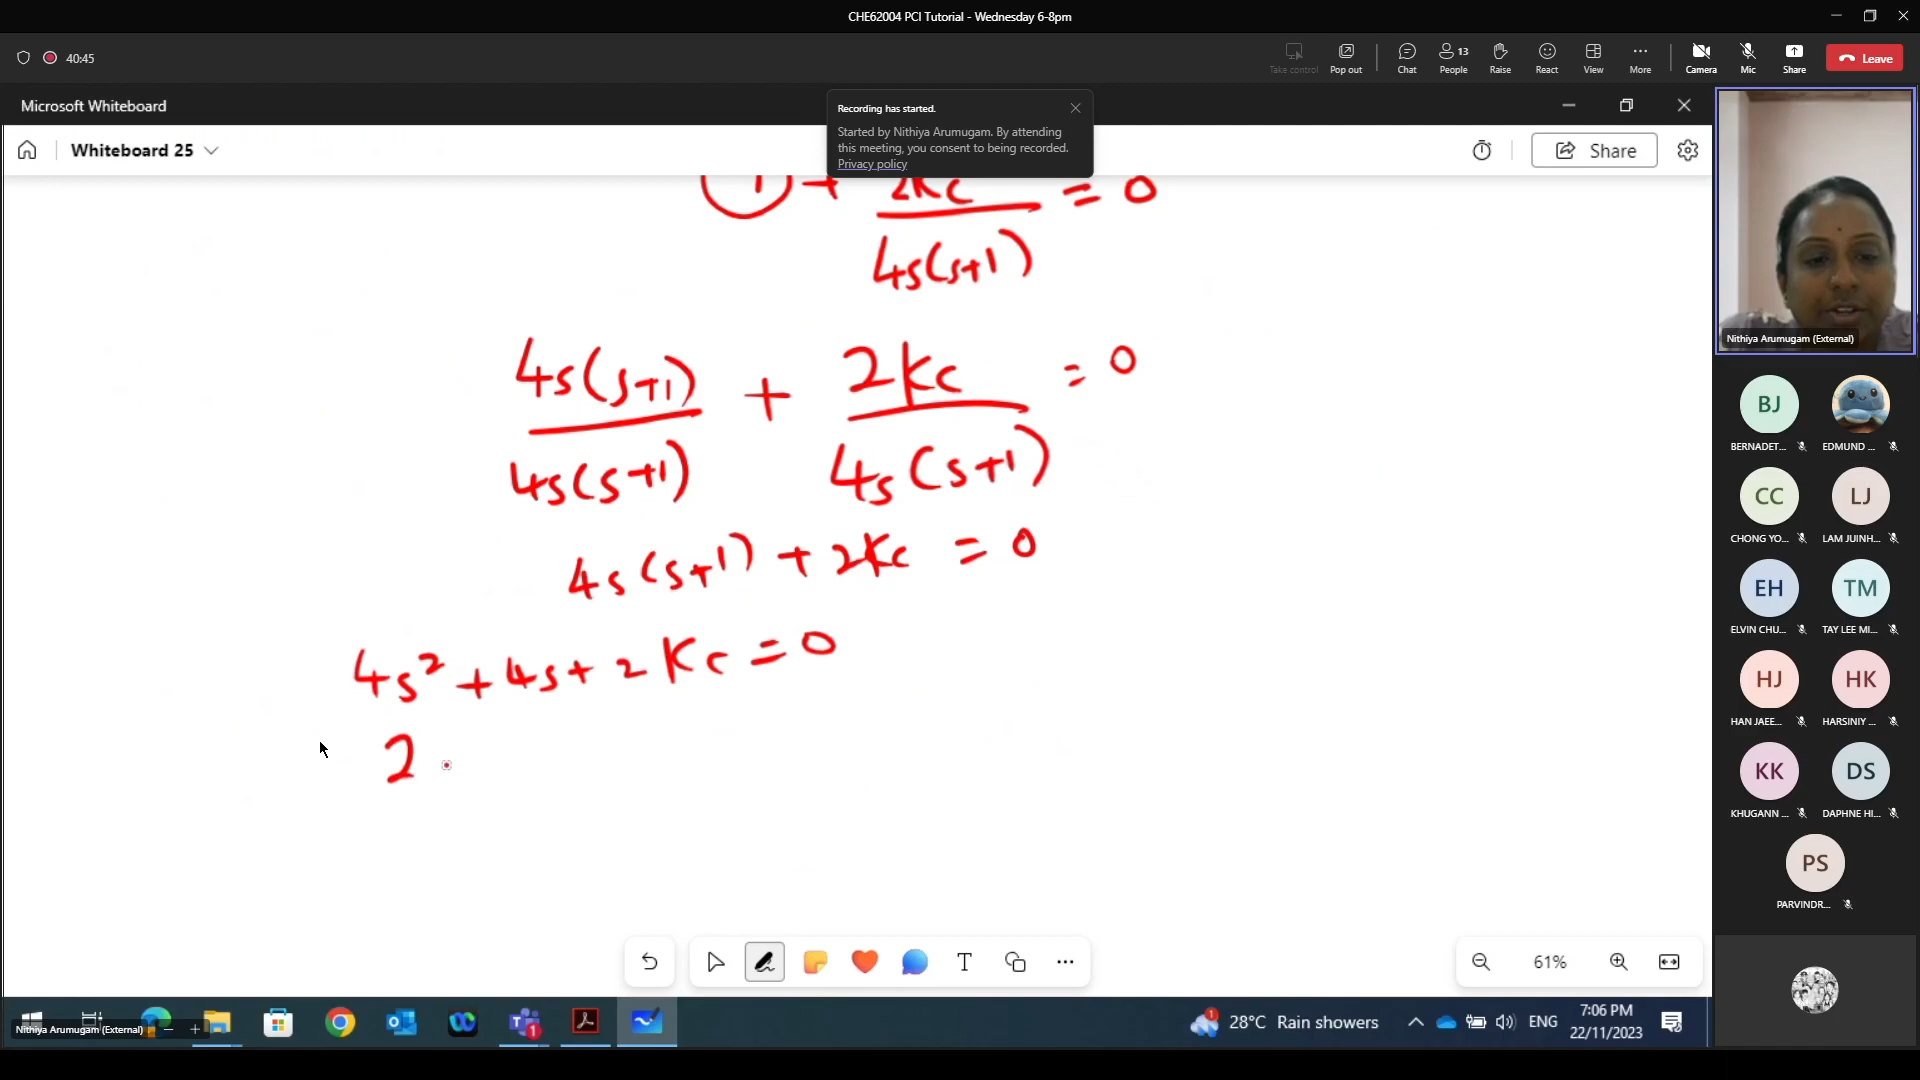 CHE62004 PCI Tutorial - Wednesday 6-8pm
40:45
Take control
Pop out
Chat
People
13
Raise
React
View
More
Camera
Mic
Share
Leave
Microsoft Whiteboard
Recording has started.
Started by Nithiya Arumugam. By attending
this meeting, you consent to being recorded.
Privacy policy
Whiteboard 25
Share
1 + 2Kc / 4s(s+1) = 0
4s(s+1) / 4s(s+1) + 2Kc / 4s(s+1) = 0
4s(s+1) + 2Kc = 0
4s² + 4s + 2Kc = 0
2
Nithiya Arumugam (External)
BJ
BERNADET...
EDMUND ...
CC
CHONG YO...
LJ
LAM JUINH...
EH
ELVIN CHU...
TM
TAY LEE MI...
HJ
HAN JAEE...
HK
HARSINIY ...
KK
KHUGANN ...
DS
DAPHNE HI...
PS
PARVINDR...
T
61%
Nithiya Arumugam (External)
1
1
28°C Rain showers
ENG
7:06 PM
22/11/2023